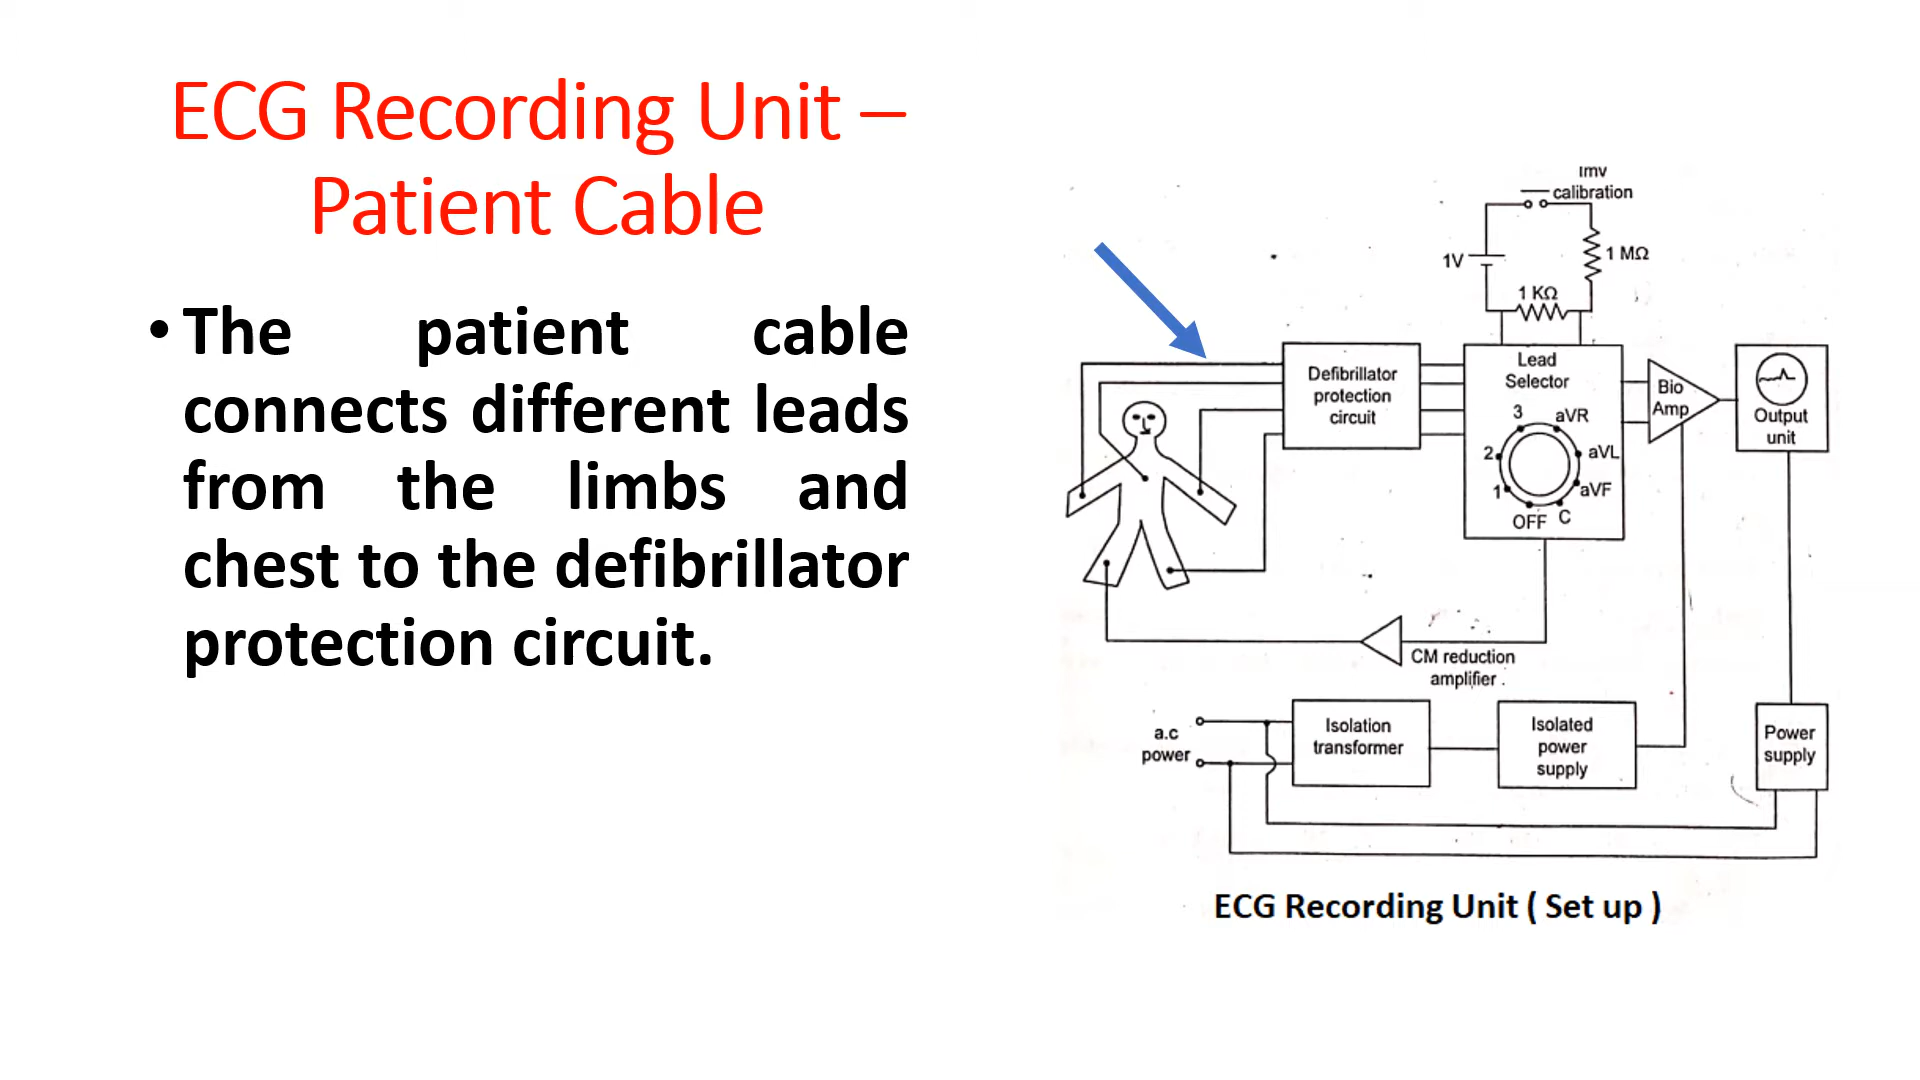 ECG Recording Unit –
Patient Cable
• The patient cable
connects different leads
from the limbs and
chest to the defibrillator
protection circuit.
1mv
calibration
1V
1 MΩ
1 KΩ
Defibrillator
protection
circuit
Lead
Selector
3
aVR
2
aVL
1
aVF
OFF
C
Bio
Amp
Output
unit
CM reduction
amplifier
a.c
power
Isolation
transformer
Isolated
power
supply
Power
supply
ECG Recording Unit ( Set up )